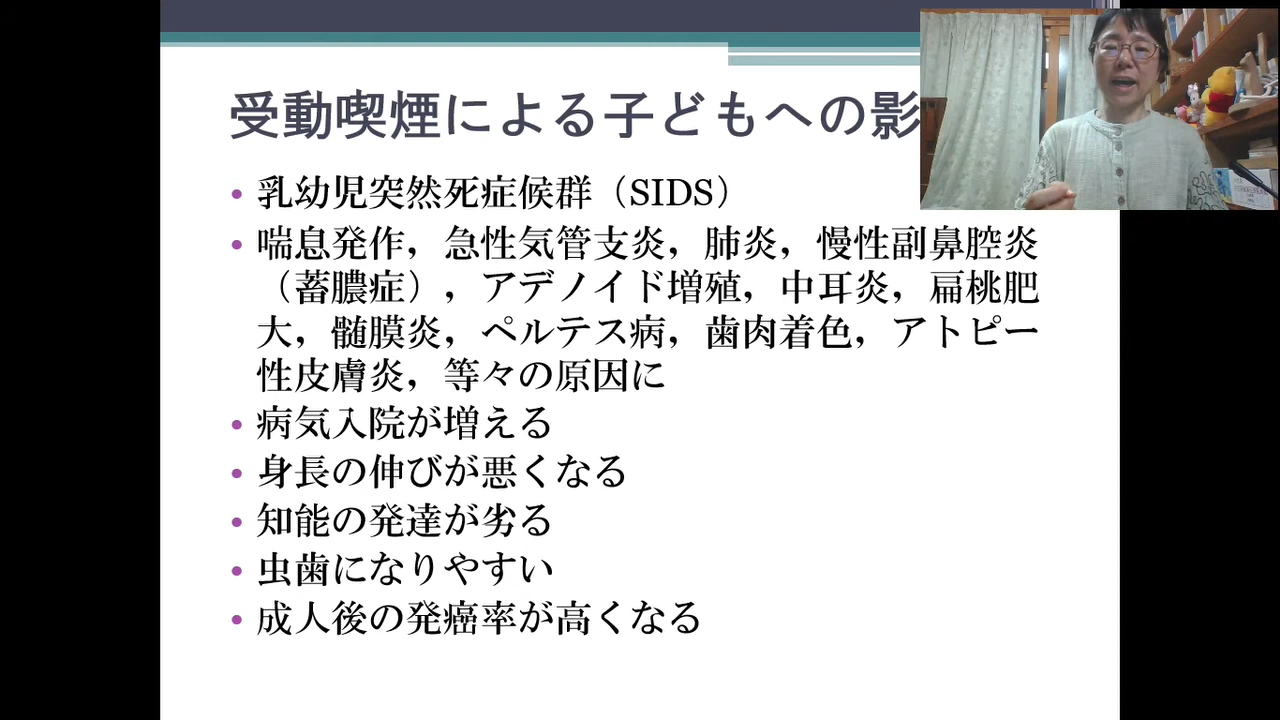 受動喫煙による子どもへの影
• 乳幼児突然死症候群（SIDS）
• 喘息発作，急性気管支炎，肺炎，慢性副鼻腔炎
（蓄膿症），アデノイド増殖，中耳炎，扁桃肥
大，髄膜炎，ペルテス病，歯肉着色，アトピー
性皮膚炎，等々の原因に
• 病気入院が増える
• 身長の伸びが悪くなる
• 知能の発達が劣る
• 虫歯になりやすい
• 成人後の発癌率が高くなる